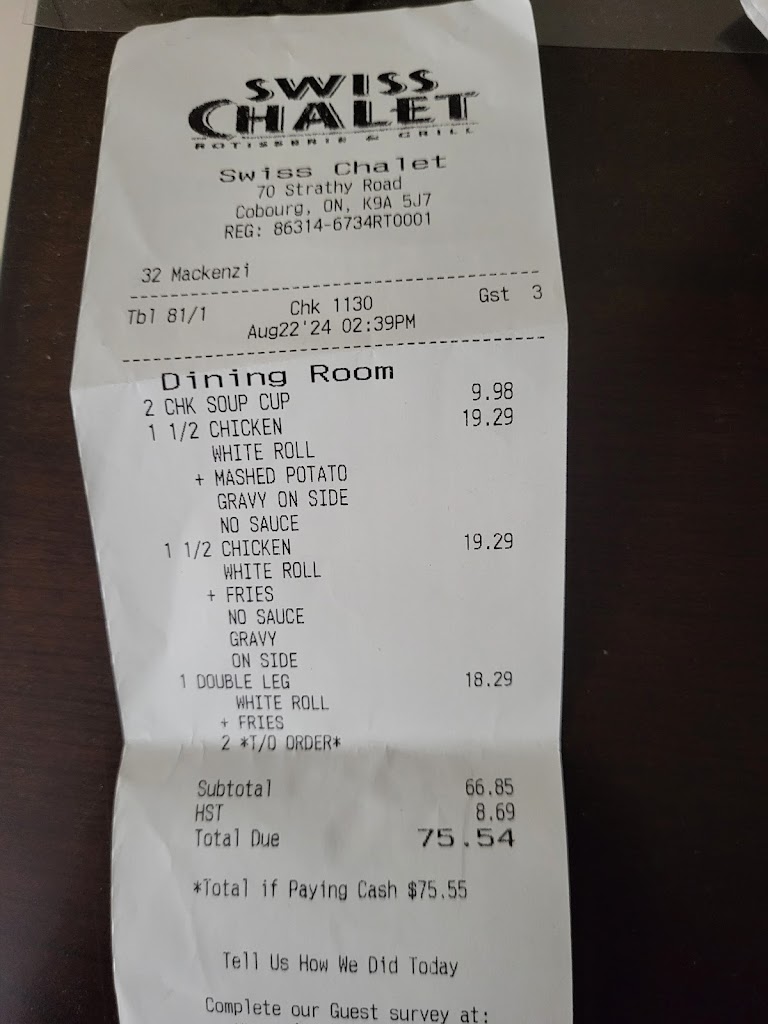 SWISS
CHALET
ROTISSERIE & GRILL
Swiss Chalet
70 Strathy Road
Cobourg, ON, K9A 5J7
REG: 86314-6734RT0001
32 Mackenzi
Tbl 81/1 Chk 1130 Gst 3
Aug22'24 02:39PM
Dining Room
2 CHK SOUP CUP 9.98
1 1/2 CHICKEN 19.29
WHITE ROLL
+ MASHED POTATO
GRAVY ON SIDE
NO SAUCE
1 1/2 CHICKEN 19.29
WHITE ROLL
+ FRIES
NO SAUCE
GRAVY
ON SIDE
1 DOUBLE LEG 18.29
WHITE ROLL
+ FRIES
2 *T/O ORDER*
Subtotal 66.85
HST 8.69
Total Due 75.54
*Total if Paying Cash $75.55
Tell Us How We Did Today
Complete our Guest survey at: